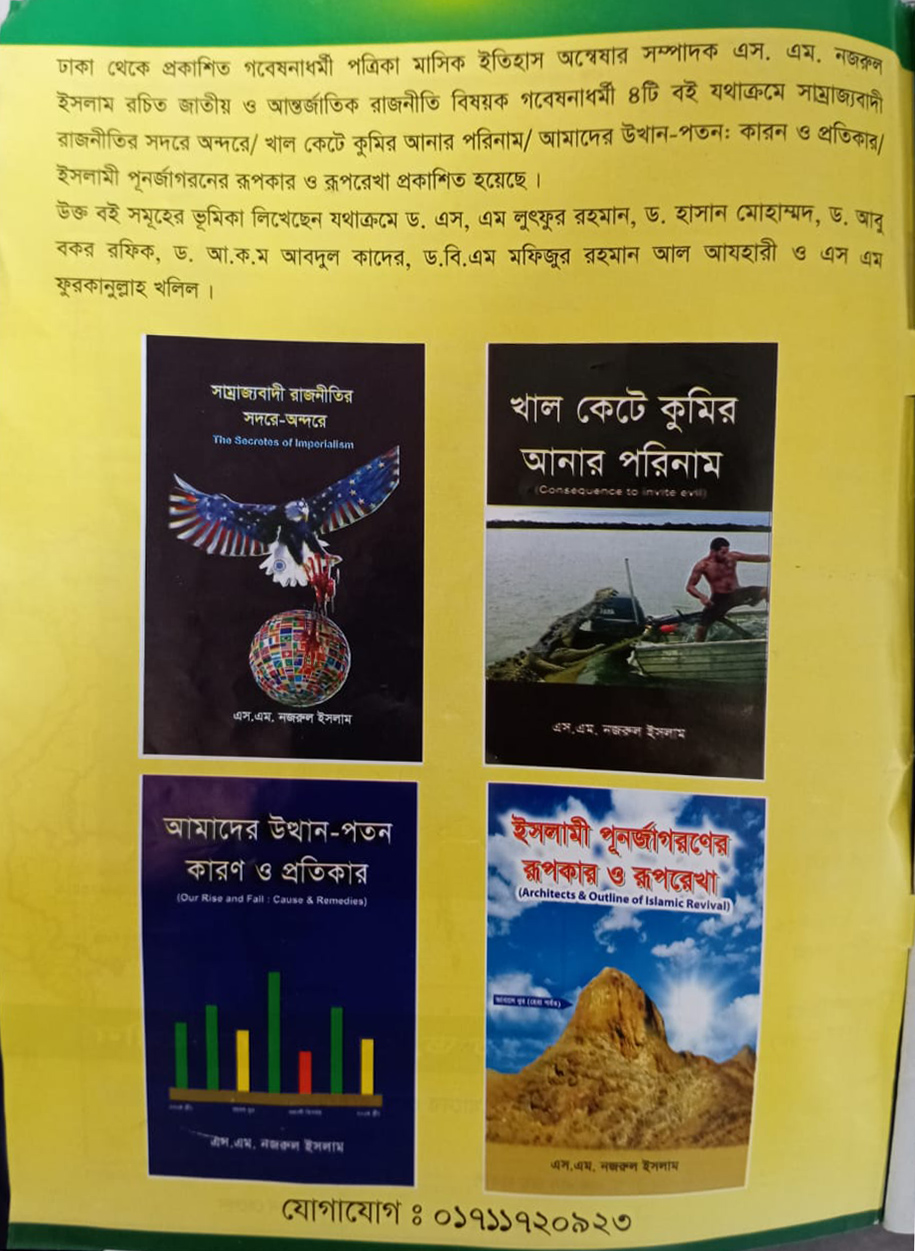 ঢাকা থেকে প্রকাশিত গবেষনাধর্মী পত্রিকা মাসিক ইতিহাস অন্বেষার সম্পাদক এস. এম. নজরুল
ইসলাম রচিত জাতীয় ও আন্তর্জাতিক রাজনীতি বিষয়ক গবেষনাধর্মী ৪টি বই যথাক্রমে সাম্রাজ্যবাদী
রাজনীতির সদরে অন্দরে/ খাল কেটে কুমির আনার পরিনাম/ আমাদের উত্থান-পতন: কারন ও প্রতিকার/
ইসলামী পূনর্জাগরনের রূপকার ও রূপরেখা প্রকাশিত হয়েছে।
উক্ত বই সমূহের ভূমিকা লিখেছেন যথাক্রমে ড. এস, এম লুৎফুর রহমান, ড. হাসান মোহাম্মদ, ড. আবু
বকর রফিক, ড. আ.ক.ম আবদুল কাদের, ড.বি.এম মফিজুর রহমান আল আযহারী ও এস এম
ফুরকানুল্লাহ খলিল।
সাম্রাজ্যবাদী রাজনীতির
সদরে-অন্দরে
The Secretes of Imperialism
এস.এম. নজরুল ইসলাম
খাল কেটে কুমির
আনার পরিনাম
(Consequence to invite evil)
এস.এম. নজরুল ইসলাম
আমাদের উত্থান-পতন
কারণ ও প্রতিকার
(Our Rise and Fall : Cause & Remedies)
এস.এম. নজরুল ইসলাম
ইসলামী পূনর্জাগরণের
রূপকার ও রূপরেখা
(Architects & Outline of Islamic Revival)
জাবালে নূর (হেরা পর্বত)
এস.এম. নজরুল ইসলাম
যোগাযোগ : ০১৭১১৭২০৯২৩